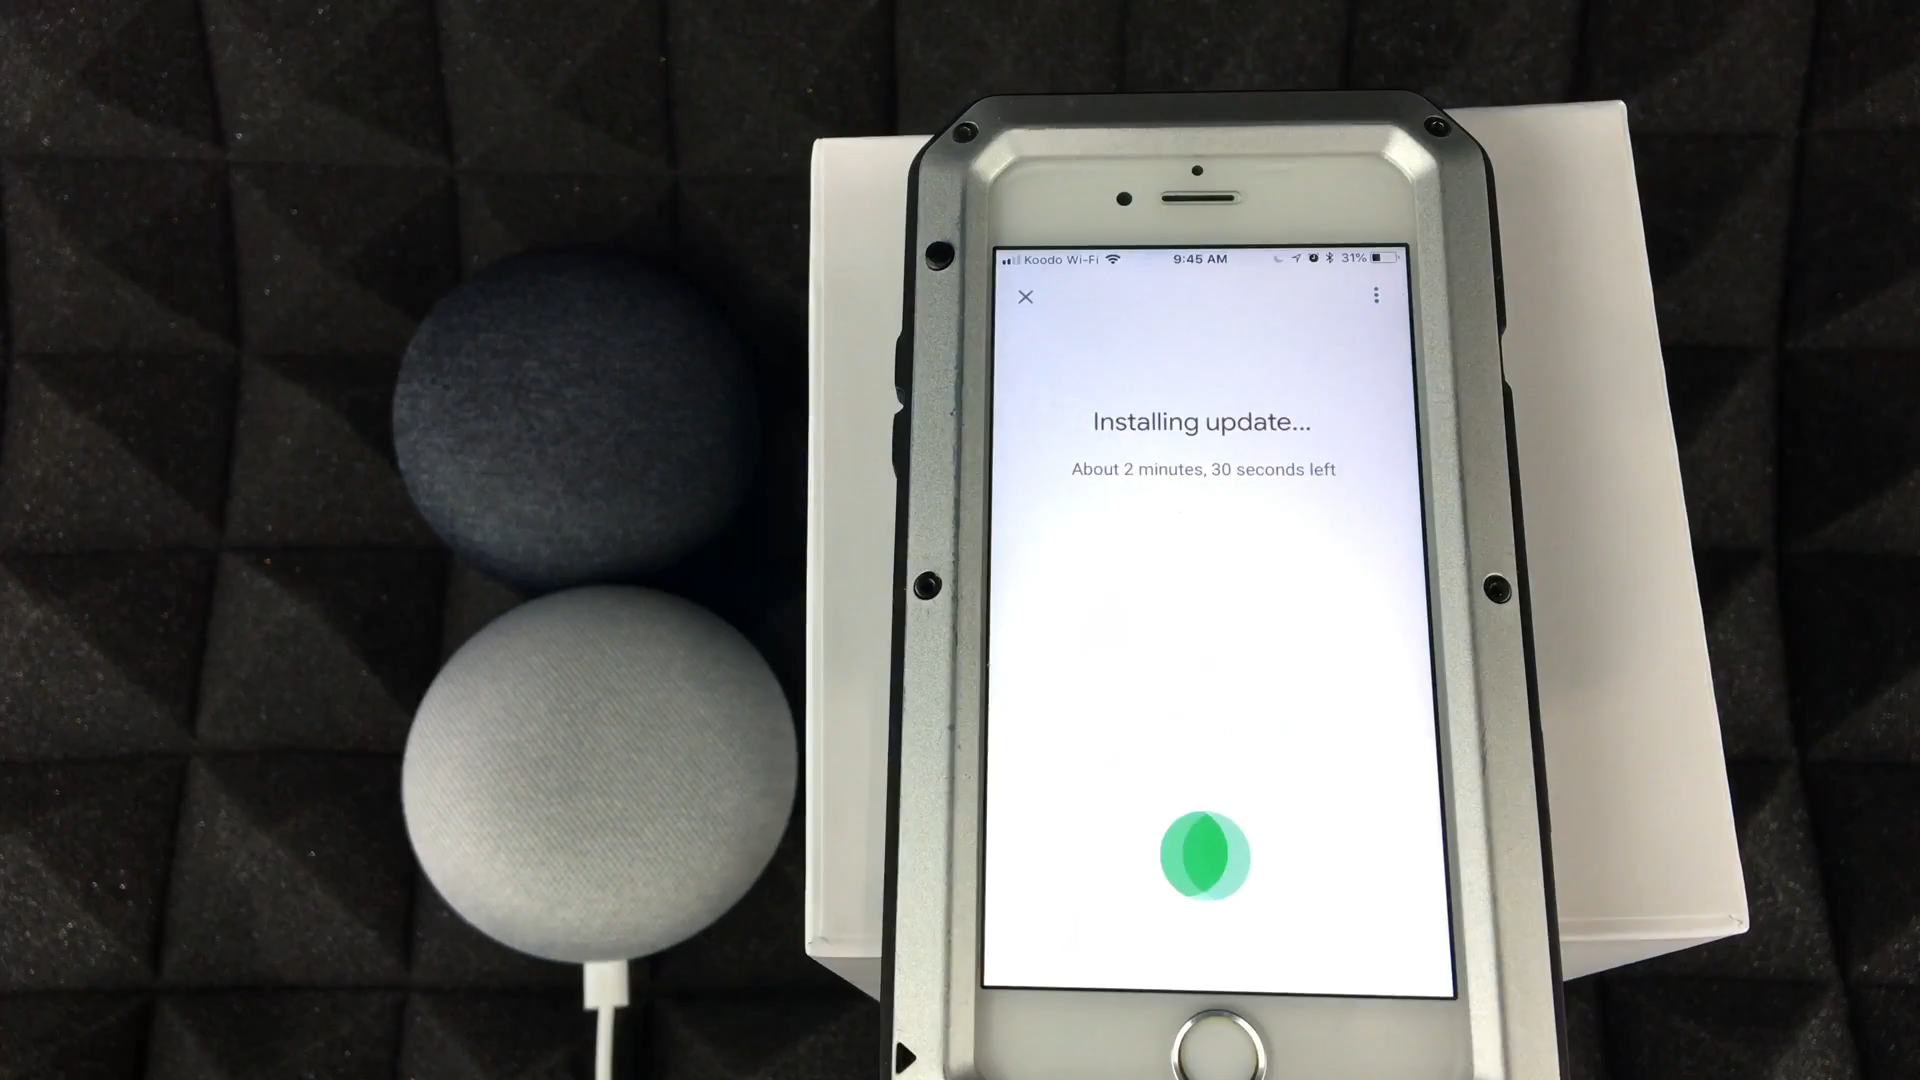 Koodo Wi-Fi 9:45 AM 31%
Installing update...
About 2 minutes, 30 seconds left